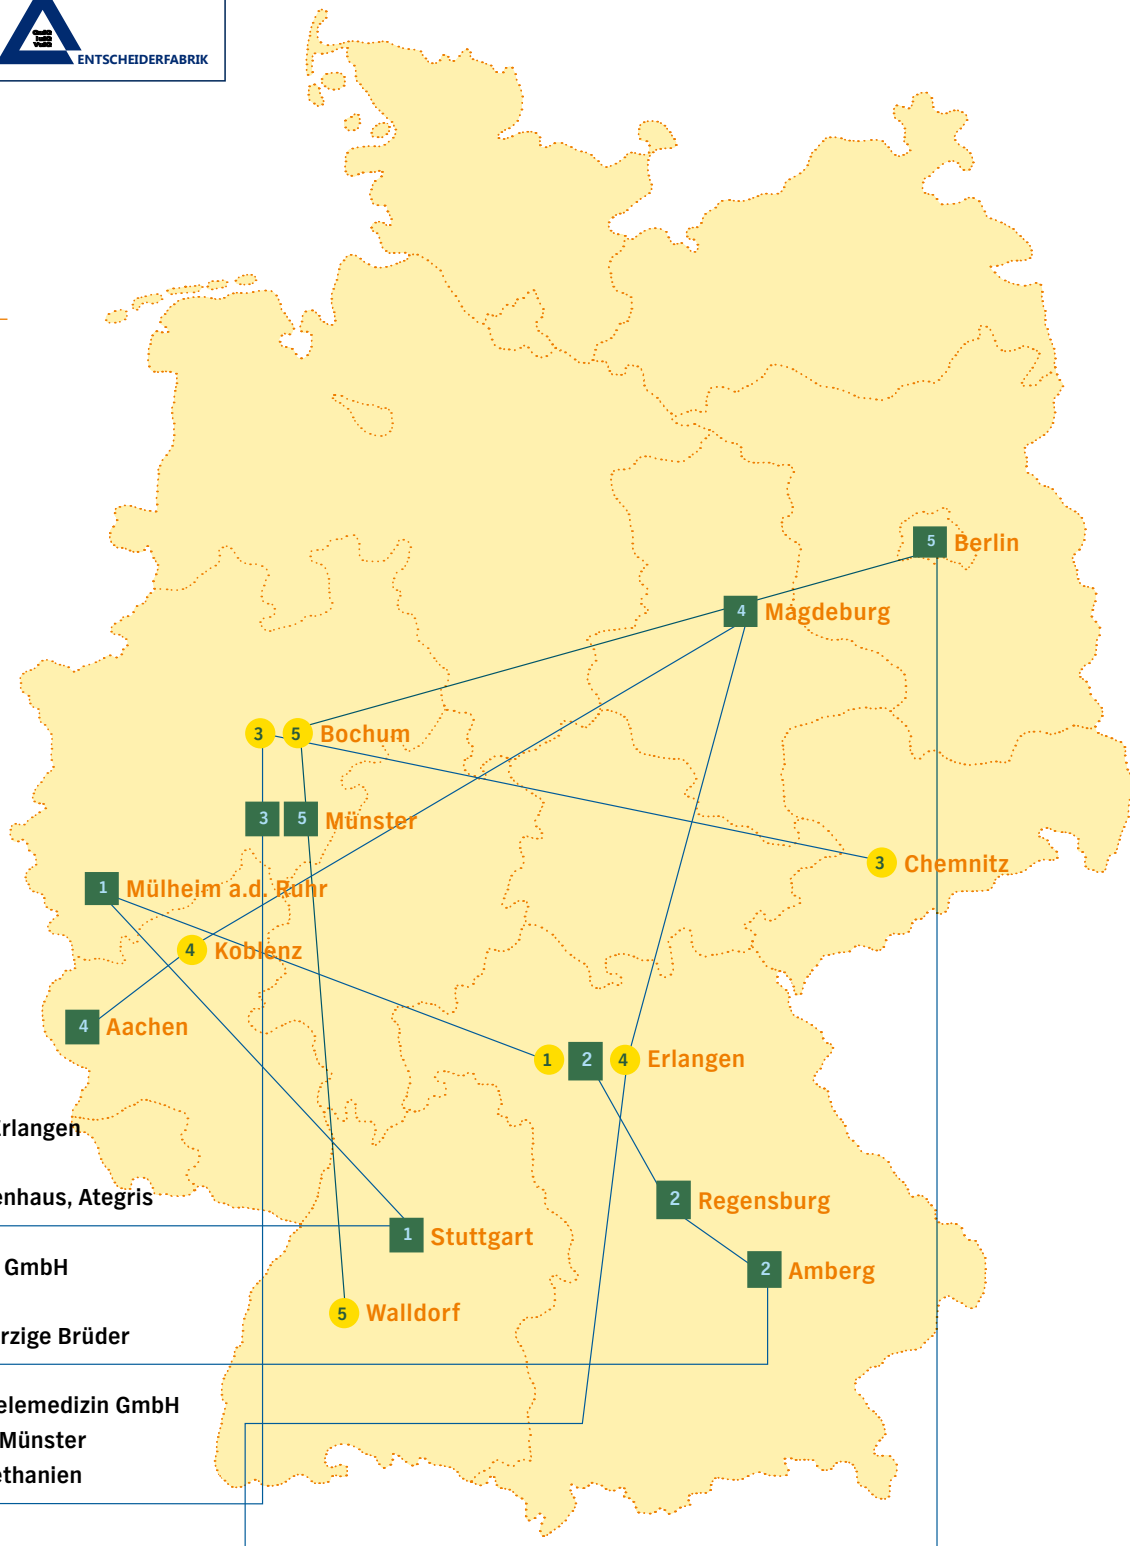 ENTSCHEIDERFABRIK
5 Berlin
4 Magdeburg
3 5 Bochum
3 5 Münster
3 Chemnitz
1 Mülheim a.d. Ruhr
4 Koblenz
4 Aachen
1 2 4 Erlangen
Erlangen
enhaus, Ategris
2 Regensburg
1 Stuttgart
GmbH
2 Amberg
5 Walldorf
rzige Brüder
elemedizin GmbH
Münster
ethanien